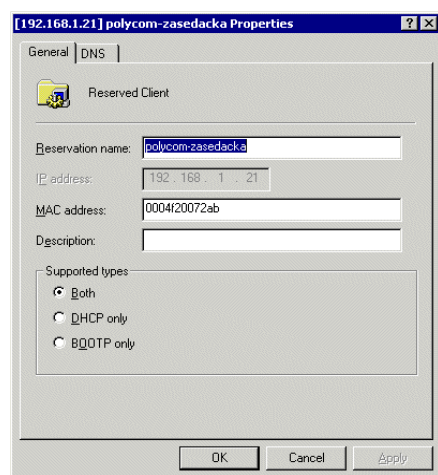 [192.168.1.21] polycom-zasedacka Properties
General DNS
Reserved Client
Reservation name: polycom-zasedacka
IP address: 192 . 168 . 1 . 21
MAC address: 0004f20072ab
Description:
Supported types
Both
DHCP only
BOOTP only
OK Cancel Apply